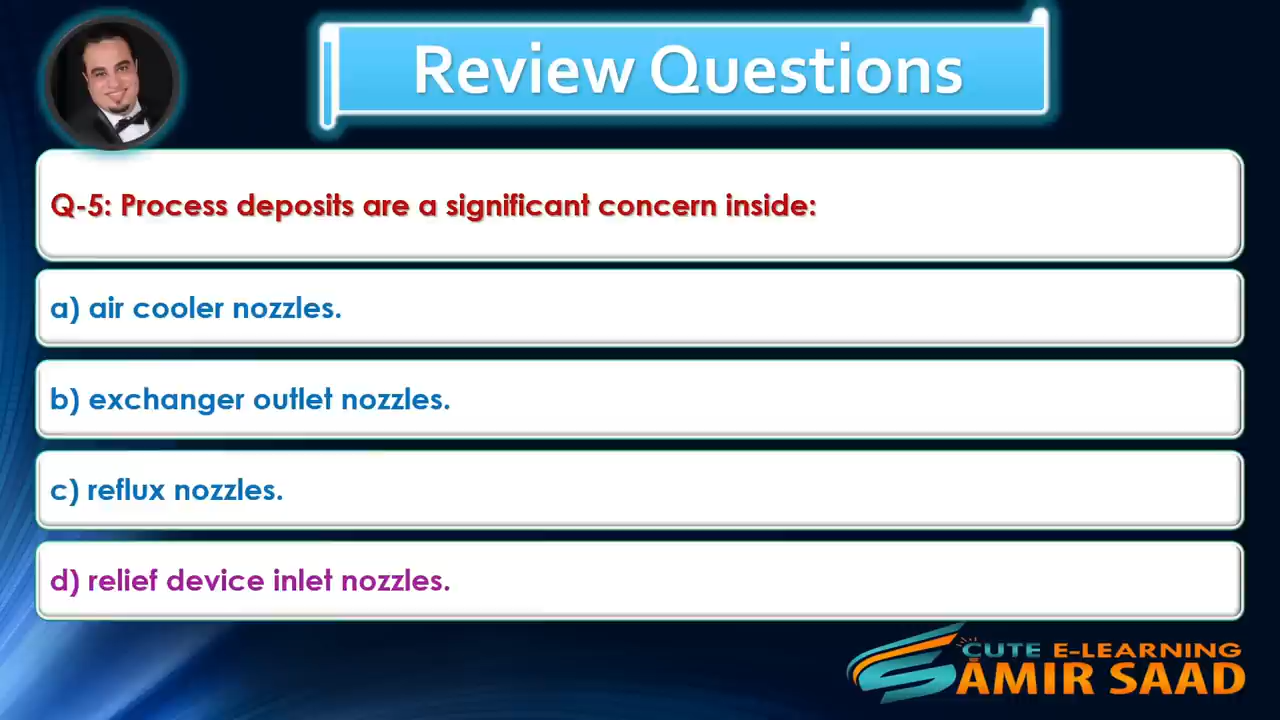 Review Questions
Q-5: Process deposits are a significant concern inside:
a) air cooler nozzles.
b) exchanger outlet nozzles.
c) reflux nozzles.
d) relief device inlet nozzles.
CUTE E-LEARNING
AMIR SAAD